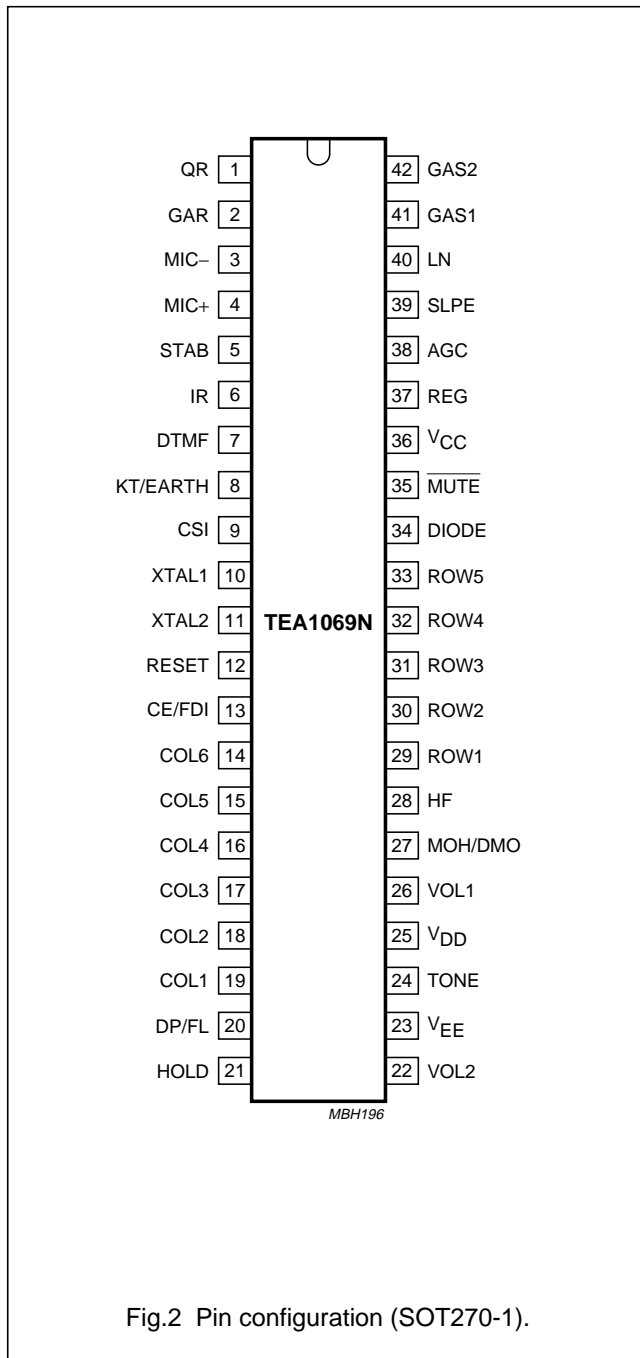 QR 1 42 GAS2
GAR 2 41 GAS1
MIC− 3 40 LN
MIC+ 4 39 SLPE
STAB 5 38 AGC
IR 6 37 REG
DTMF 7 36 VCC
KT/EARTH 8 35 MUTE
CSI 9 34 DIODE
XTAL1 10 33 ROW5
XTAL2 11 TEA1069N 32 ROW4
RESET 12 31 ROW3
CE/FDI 13 30 ROW2
COL6 14 29 ROW1
COL5 15 28 HF
COL4 16 27 MOH/DMO
COL3 17 26 VOL1
COL2 18 25 VDD
COL1 19 24 TONE
DP/FL 20 23 VEE
HOLD 21 22 VOL2
MBH196
Fig.2 Pin configuration (SOT270-1).